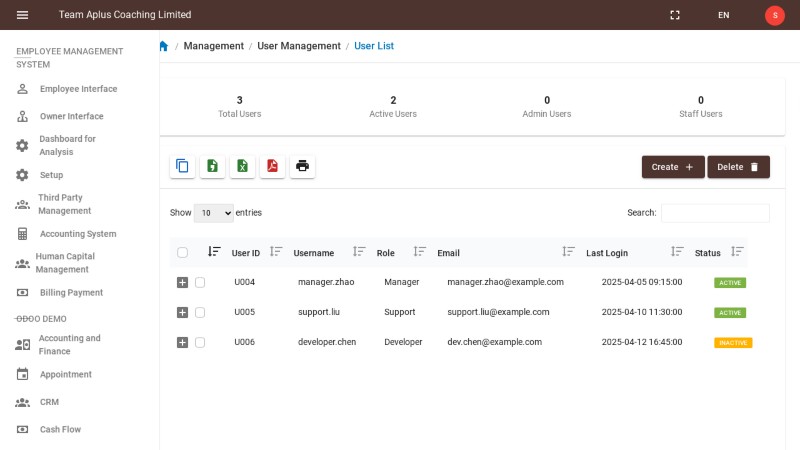 Team Aplus Coaching Limited
EN
S
EMPLOYEE MANAGEMENT
SYSTEM
Employee Interface
Owner Interface
Dashboard for
Analysis
Setup
Third Party
Management
Accounting System
Human Capital
Management
Billing Payment
ODOO DEMO
Accounting and
Finance
Appointment
CRM
Cash Flow
/ Management / User Management / User List
3
Total Users
2
Active Users
0
Admin Users
0
Staff Users
Create +
Delete
Show 10 entries
Search:
User ID Username Role Email Last Login Status
U004 manager.zhao Manager manager.zhao@example.com 2025-04-05 09:15:00 ACTIVE
U005 support.liu Support support.liu@example.com 2025-04-10 11:30:00 ACTIVE
U006 developer.chen Developer dev.chen@example.com 2025-04-12 16:45:00 INACTIVE